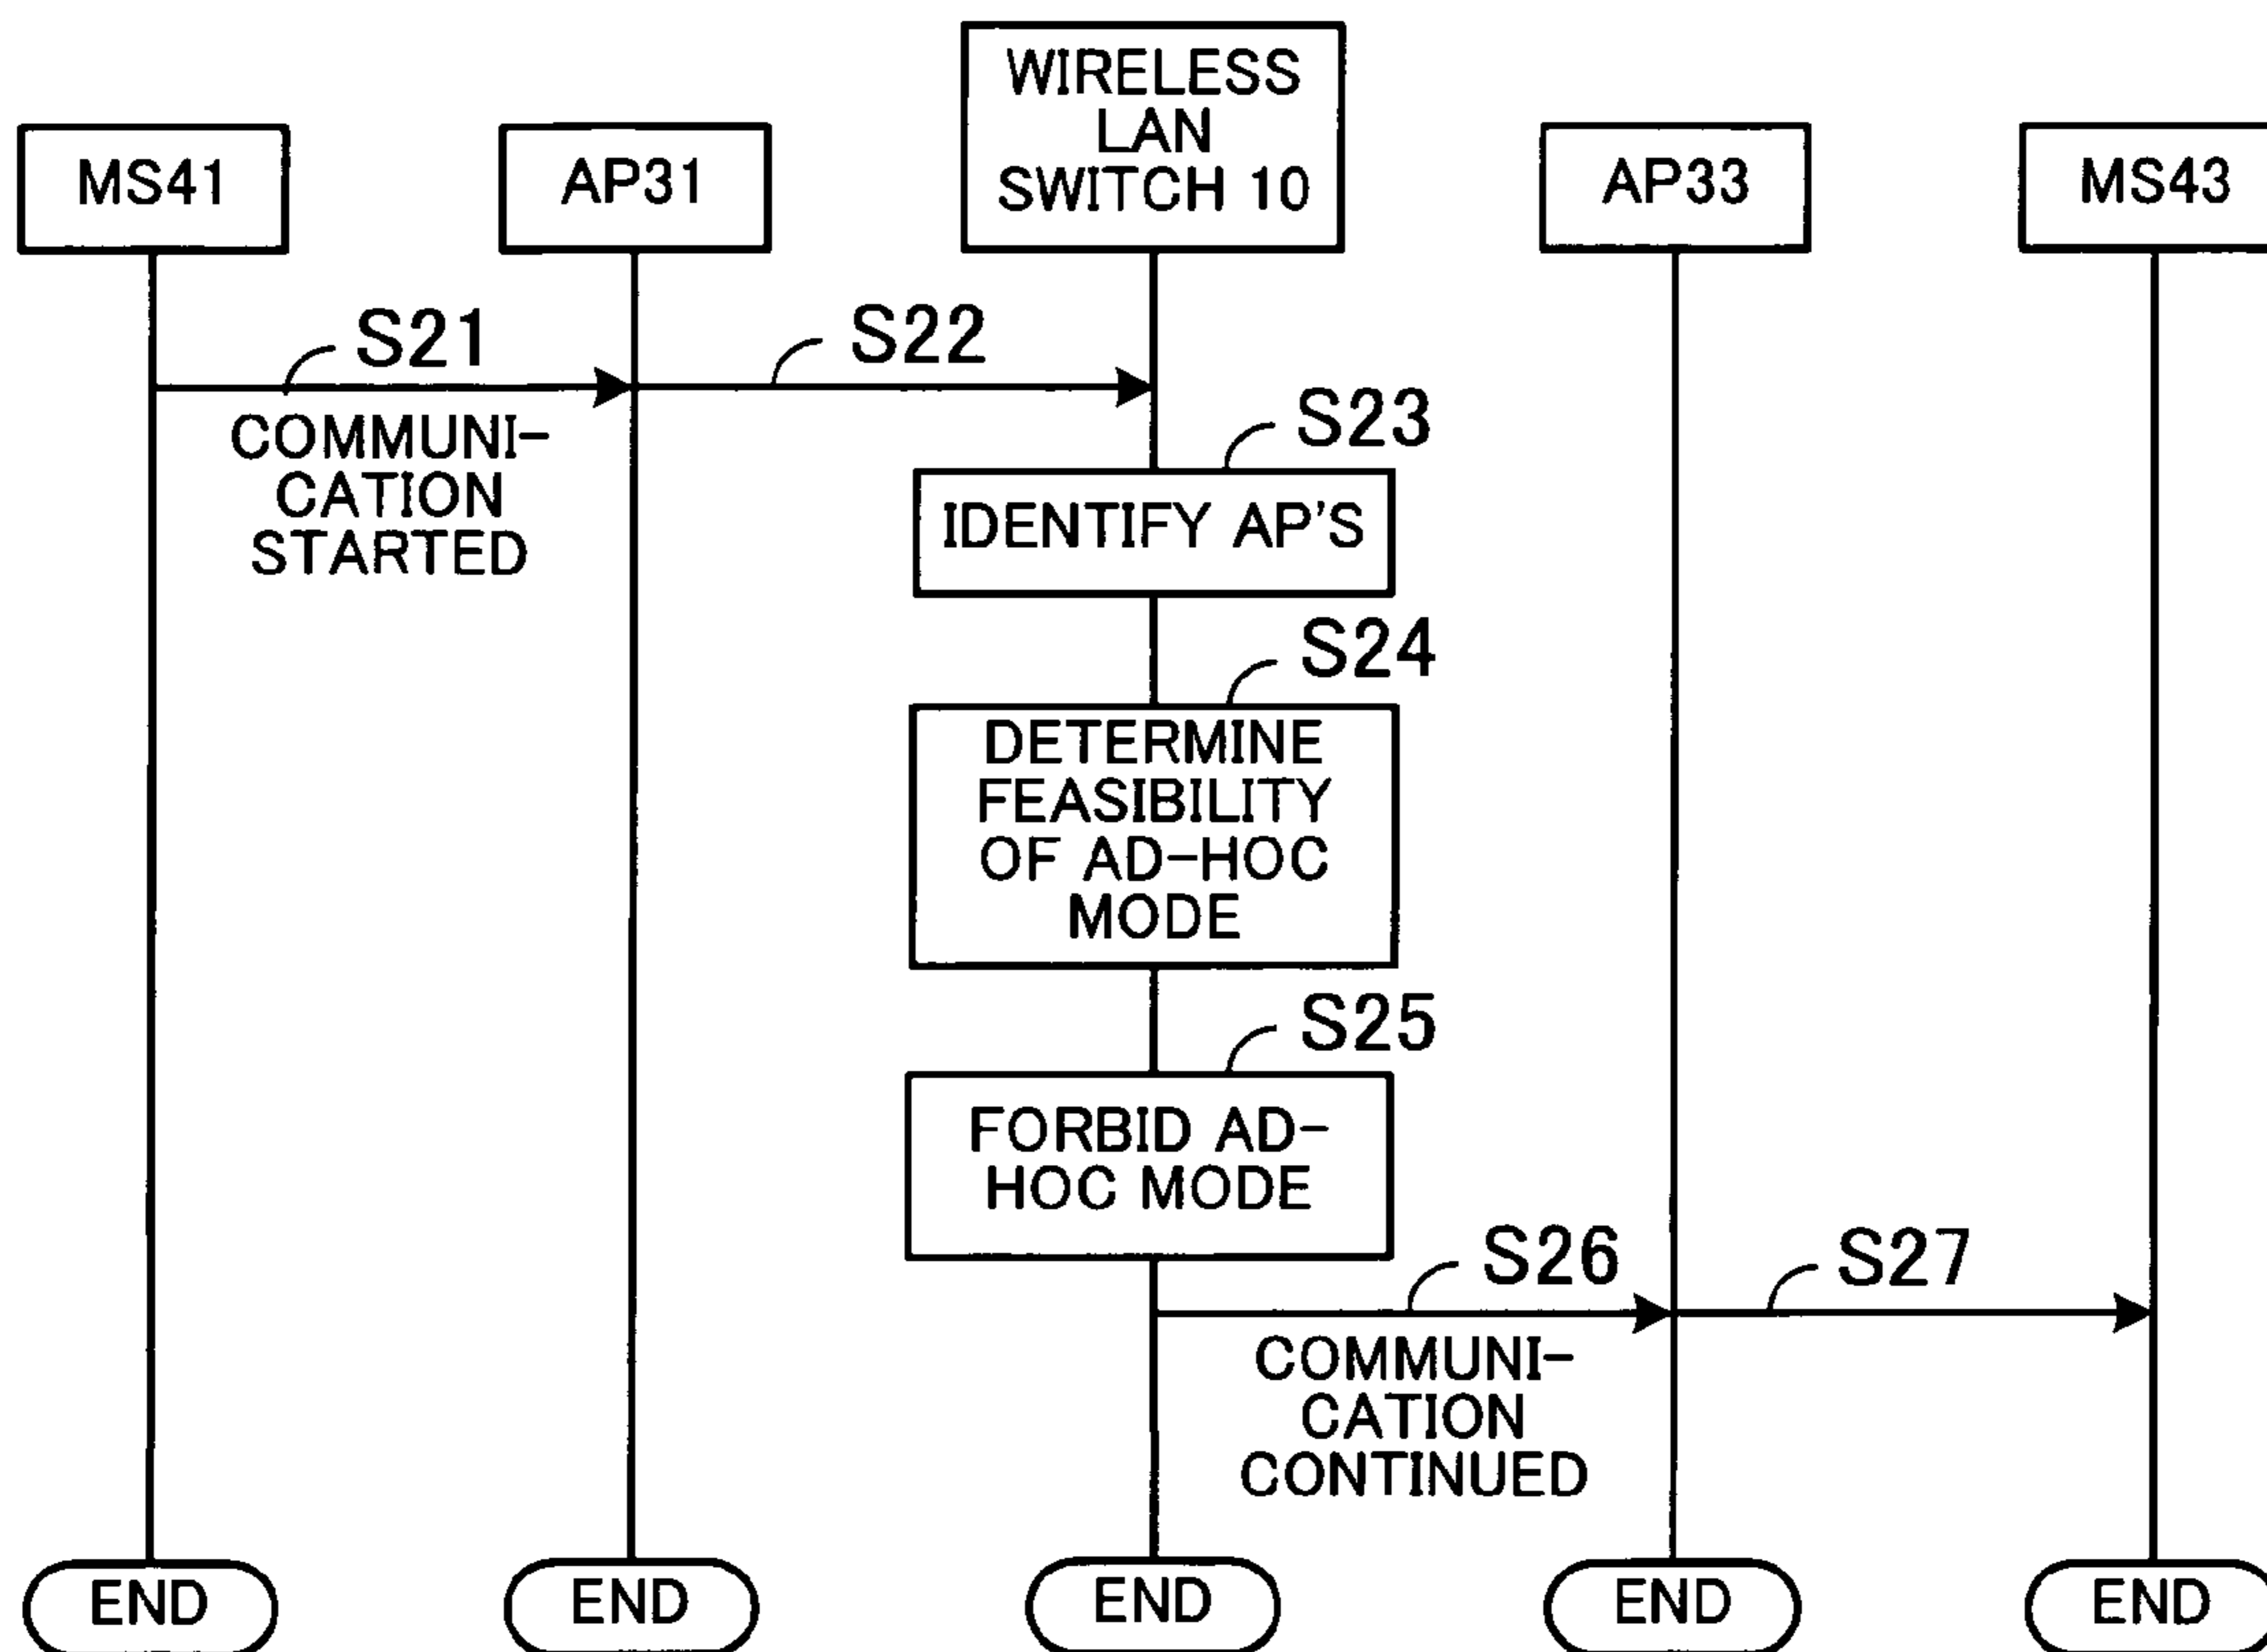 WIRELESS
LAN
SWITCH 10
MS41
AP31
AP33
MS43
S21
S22
COMMUNI-
CATION
STARTED
S23
IDENTIFY AP'S
S24
DETERMINE
FEASIBILITY
OF AD-HOC
MODE
S25
FORBID AD-
HOC MODE
S26
S27
COMMUNI-
CATION
CONTINUED
END
END
END
END
END